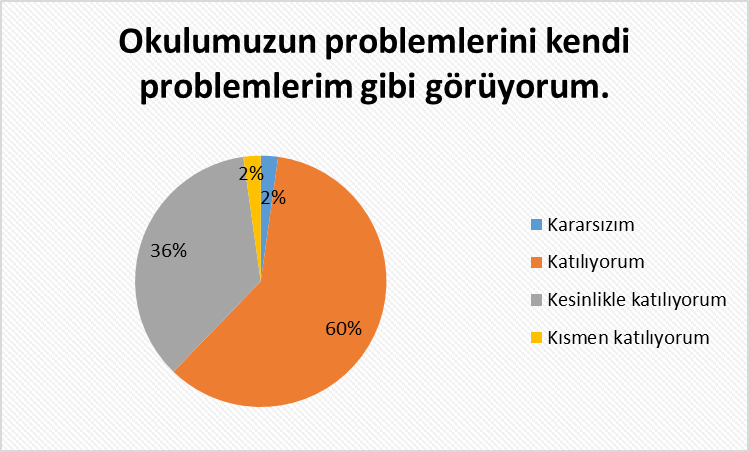 Okulumuzun problemlerini kendi
problemlerim gibi görüyorum.
2%
2%
36%
60%
Kararsızım
Katılıyorum
Kesinlikle katılıyorum
Kısmen katılıyorum